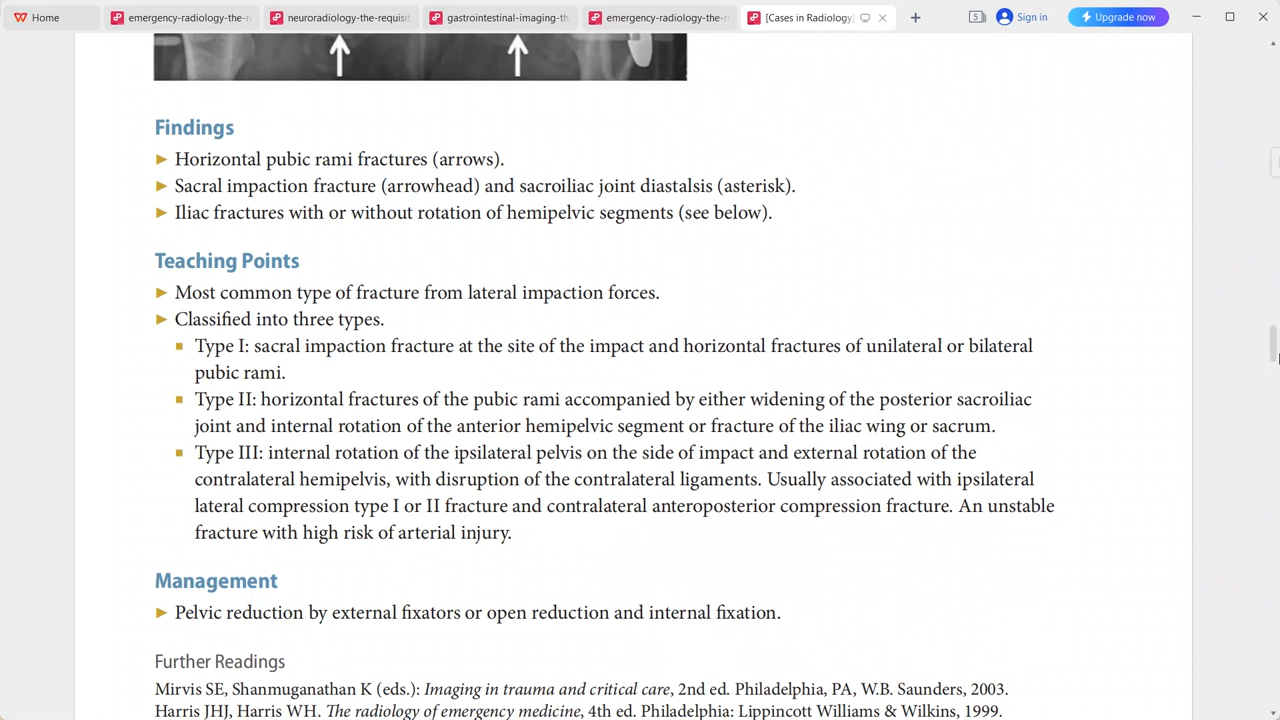 Home
emergency-radiology-the-r
neuroradiology-the-requisit
gastrointestinal-imaging-th
emergency-radiology-the-r
[Cases in Radiology]
5
Sign in
Upgrade now
Findings
Horizontal pubic rami fractures (arrows).
Sacral impaction fracture (arrowhead) and sacroiliac joint diastalsis (asterisk).
Iliac fractures with or without rotation of hemipelvic segments (see below).
Teaching Points
Most common type of fracture from lateral impaction forces.
Classified into three types.
Type I: sacral impaction fracture at the site of the impact and horizontal fractures of unilateral or bilateral
pubic rami.
Type II: horizontal fractures of the pubic rami accompanied by either widening of the posterior sacroiliac
joint and internal rotation of the anterior hemipelvic segment or fracture of the iliac wing or sacrum.
Type III: internal rotation of the ipsilateral pelvis on the side of impact and external rotation of the
contralateral hemipelvis, with disruption of the contralateral ligaments. Usually associated with ipsilateral
lateral compression type I or II fracture and contralateral anteroposterior compression fracture. An unstable
fracture with high risk of arterial injury.
Management
Pelvic reduction by external fixators or open reduction and internal fixation.
Further Readings
Mirvis SE, Shanmuganathan K (eds.): Imaging in trauma and critical care, 2nd ed. Philadelphia, PA, W.B. Saunders, 2003.
Harris JHJ, Harris WH. The radiology of emergency medicine, 4th ed. Philadelphia: Lippincott Williams & Wilkins, 1999.